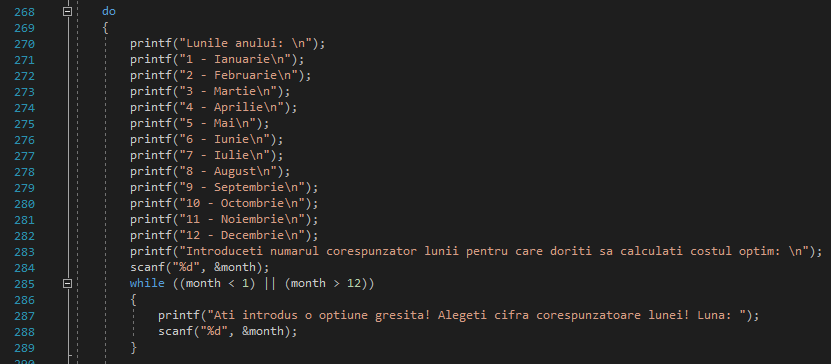 268 do
269 {
270 printf("Lunile anului: \n");
271 printf("1 - Ianuarie\n");
272 printf("2 - Februarie\n");
273 printf("3 - Martie\n");
274 printf("4 - Aprilie\n");
275 printf("5 - Mai\n");
276 printf("6 - Iunie\n");
277 printf("7 - Iulie\n");
278 printf("8 - August\n");
279 printf("9 - Septembrie\n");
280 printf("10 - Octombrie\n");
281 printf("11 - Noiembrie\n");
282 printf("12 - Decembrie\n");
283 printf("Introduceti numarul corespunzator lunii pentru care doriti sa calculati costul optim: \n");
284 scanf("%d", &month);
285 while ((month < 1) || (month > 12))
286 {
287 printf("Ati introdus o optiune gresita! Alegeti cifra corespunzatoare lunei! Luna: ");
288 scanf("%d", &month);
289 }